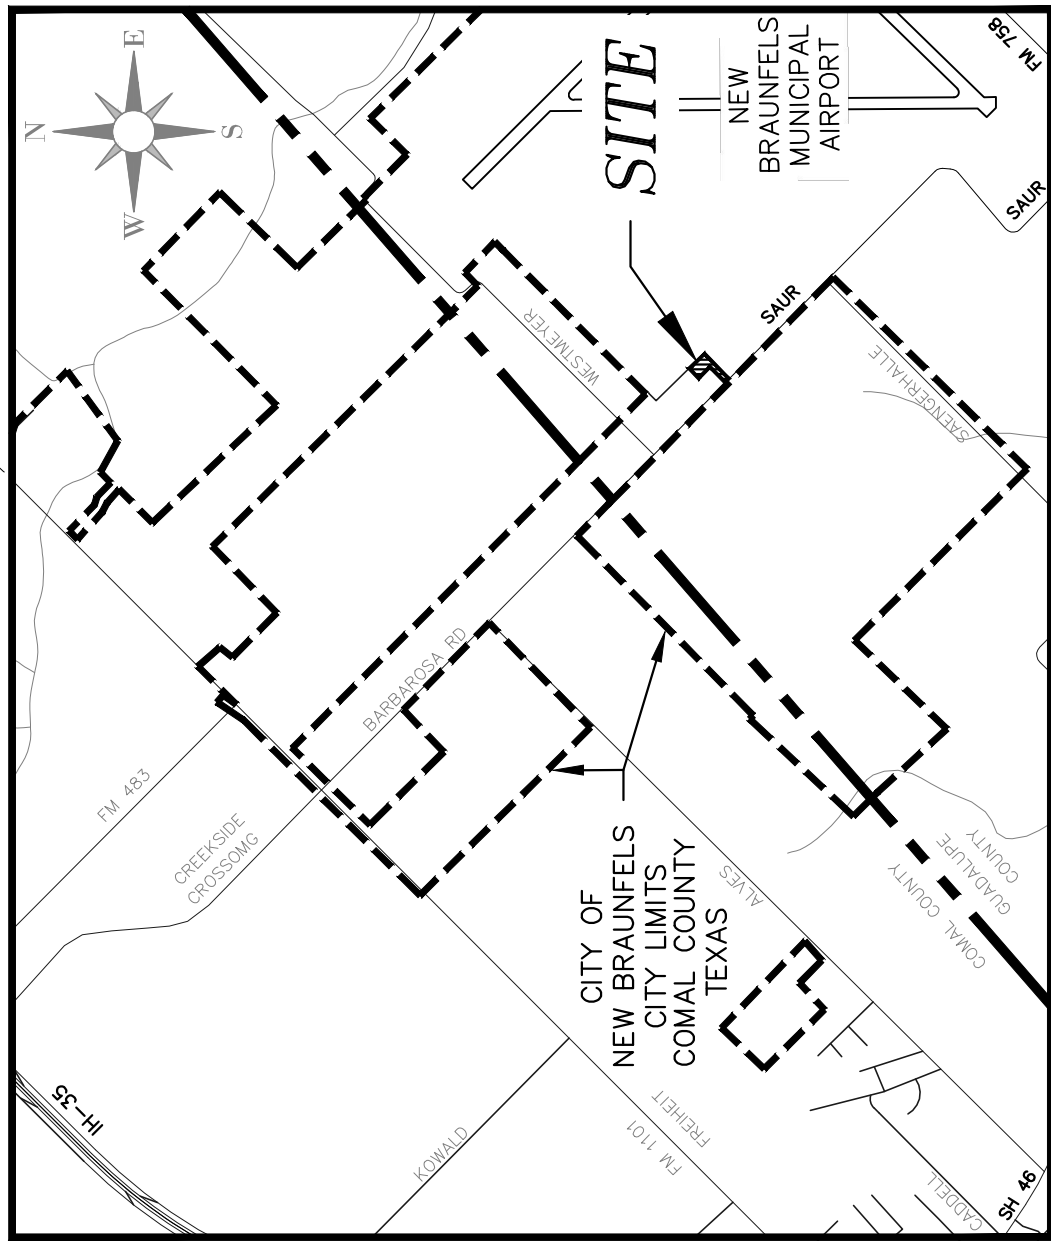 N
E
S
W
SITE
NEW
BRAUNFELS
MUNICIPAL
AIRPORT
FM 758
SAUR
SAUR
WESTMEYER
SAENGERHALLE
BARBAROSA RD
FM 483
CREEKSIDE
CROSSOMG
CITY OF
NEW BRAUNFELS
CITY LIMITS
COMAL COUNTY
TEXAS
ALVES
COMAL COUNTY
GUADALUPE
COUNTY
IH-35
KOWALD
FREIHEIT
FM 1101
CADDELL
SH 46